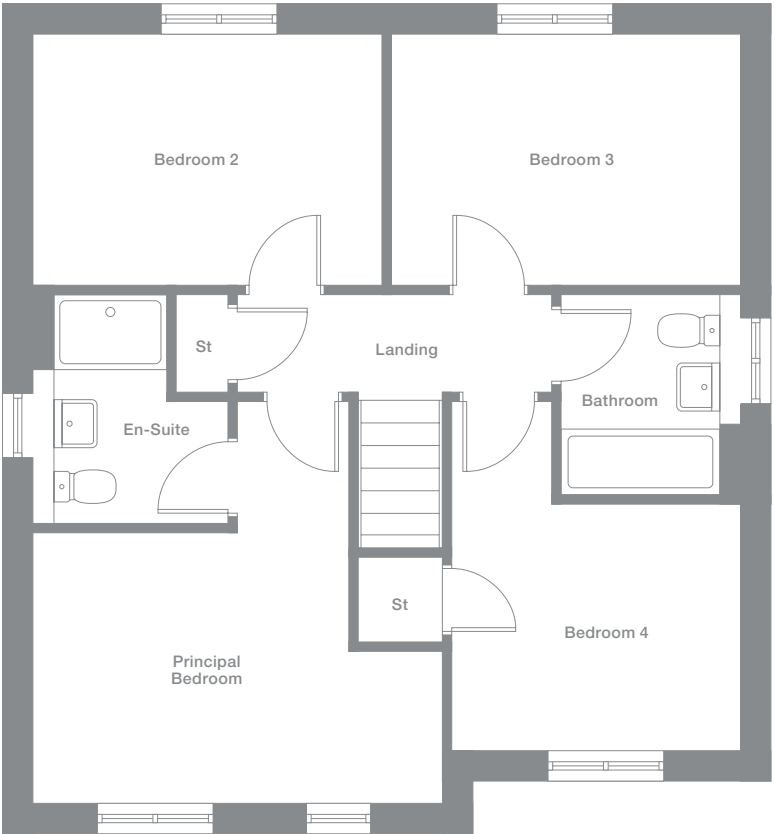 Bedroom 2
Bedroom 3
St
Landing
En-Suite
Bathroom
St
Bedroom 4
Principal
Bedroom